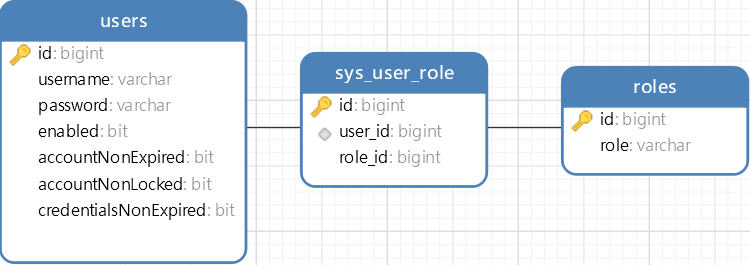 users
id: bigint
username: varchar
password: varchar
enabled: bit
accountNonExpired: bit
accountNonLocked: bit
credentialsNonExpired: bit
sys_user_role
id: bigint
user_id: bigint
role_id: bigint
roles
id: bigint
role: varchar